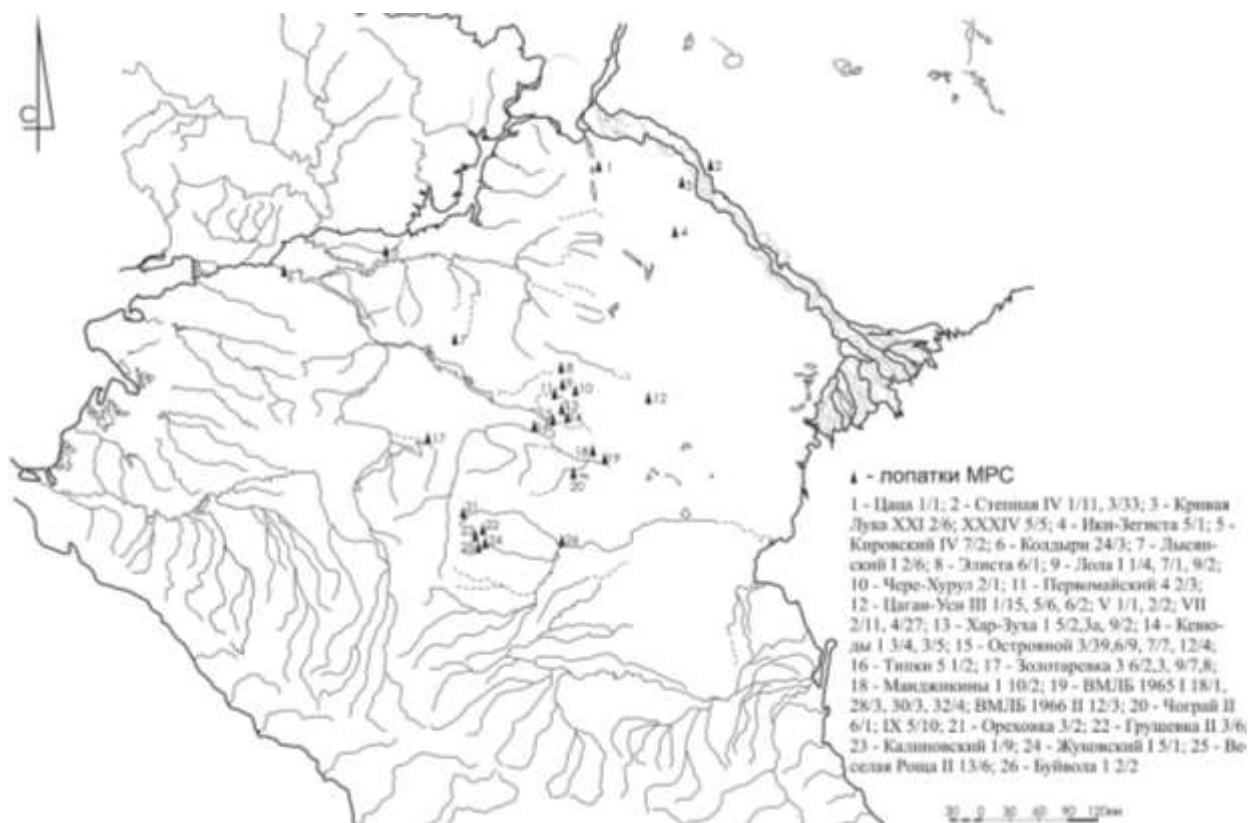 С
1
2
3
4
5
6
7
8
9
11
10
12
13
14
17
18
19
20
21
22
23
24
25
26
- лопатки МРС
1 - Цаца 1/1; 2 - Степная IV 1/11, 3/33; 3 - Кривая
Лука XXI 2/6; XXXIV 5/5; 4 - Ики-Зегиста 5/1; 5 -
Кировский IV 7/2; 6 - Колдыри 24/3; 7 - Лысян-
ский I 2/6; 8 - Элиста 6/1; 9 - Лола I 1/4, 7/1, 9/2;
10 - Чере-Хурул 2/1; 11 - Первомайский 4 2/3;
12 - Цаган-Усн III 1/15, 5/6, 6/2; V 1/1, 2/2; VII
2/11, 4/27; 13 - Хар-Зуха 1 5/2,3а, 9/2; 14 - Кевю-
ды 1 3/4, 3/5; 15 - Островной 3/39,6/9, 7/7, 12/4;
16 - Типки 5 1/2; 17 - Золотаревка 3 6/2,3, 9/7,8;
18 - Манджикины 1 10/2; 19 - ВМЛБ 1965 I 18/1,
28/3, 30/3, 32/4; ВМЛБ 1966 II 12/3; 20 - Чограй II
6/1; IX 5/10; 21 - Ореховка 3/2; 22 - Грушевка II 3/6;
23 - Калиновский 1/9; 24 - Жуковский I 5/1; 25 - Ве-
селая Роща II 13/6; 26 - Буйвола 1 2/2
30 0 30 60 90 120км